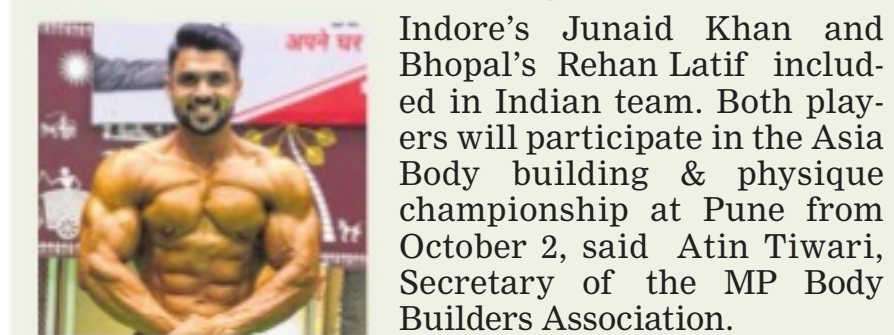 अपने घर
Indore's Junaid Khan and
Bhopal's Rehan Latif includ-
ed in Indian team. Both play-
ers will participate in the Asia
Body building & physique
championship at Pune from
October 2, said Atin Tiwari,
Secretary of the MP Body
Builders Association.